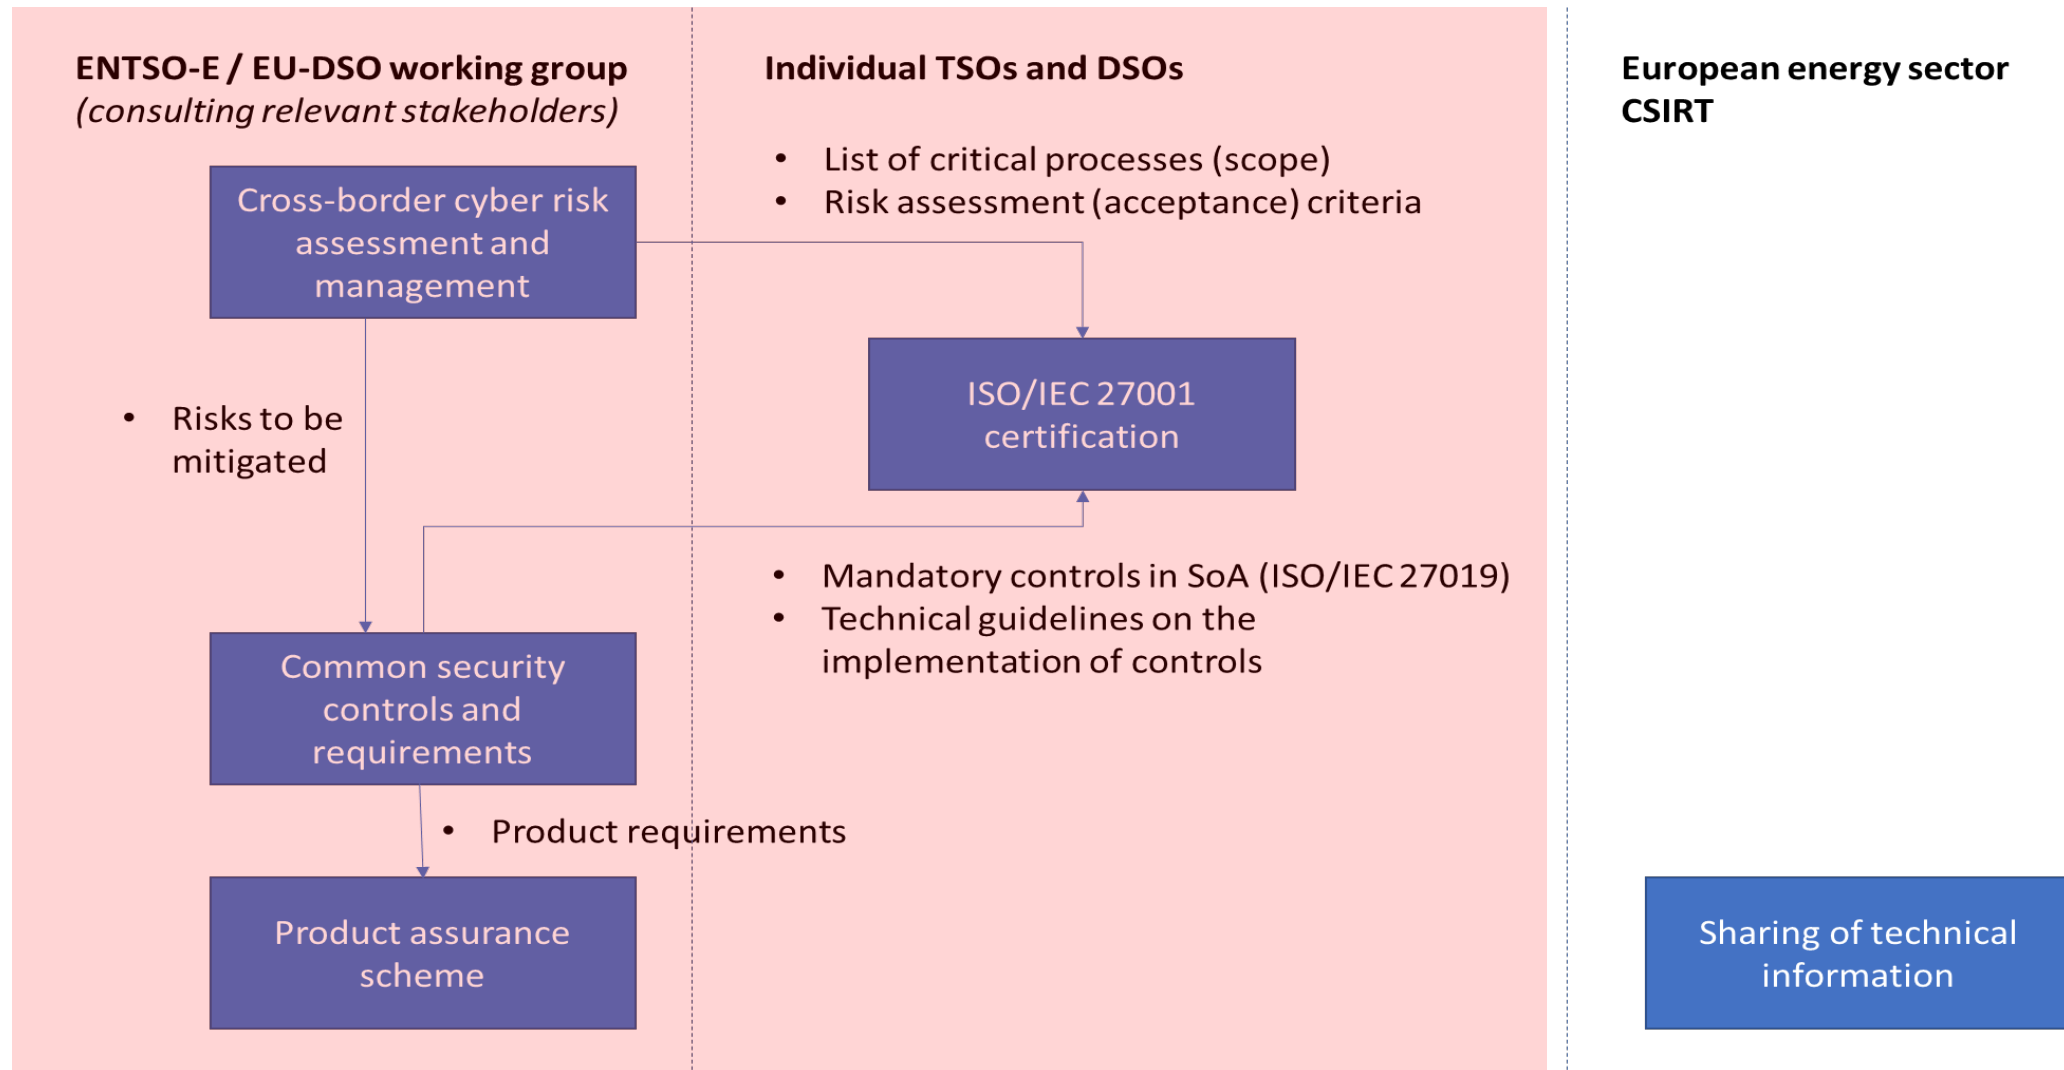 ENTSO-E / EU-DSO working group
(consulting relevant stakeholders)
Cross-border cyber risk
assessment and
management
• Risks to be
mitigated
Common security
controls and
requirements
• Product requirements
Product assurance
scheme
Individual TSOs and DSOs
• List of critical processes (scope)
• Risk assessment (acceptance) criteria
ISO/IEC 27001
certification
• Mandatory controls in SoA (ISO/IEC 27019)
• Technical guidelines on the
implementation of controls
European energy sector
CSIRT
Sharing of technical
information